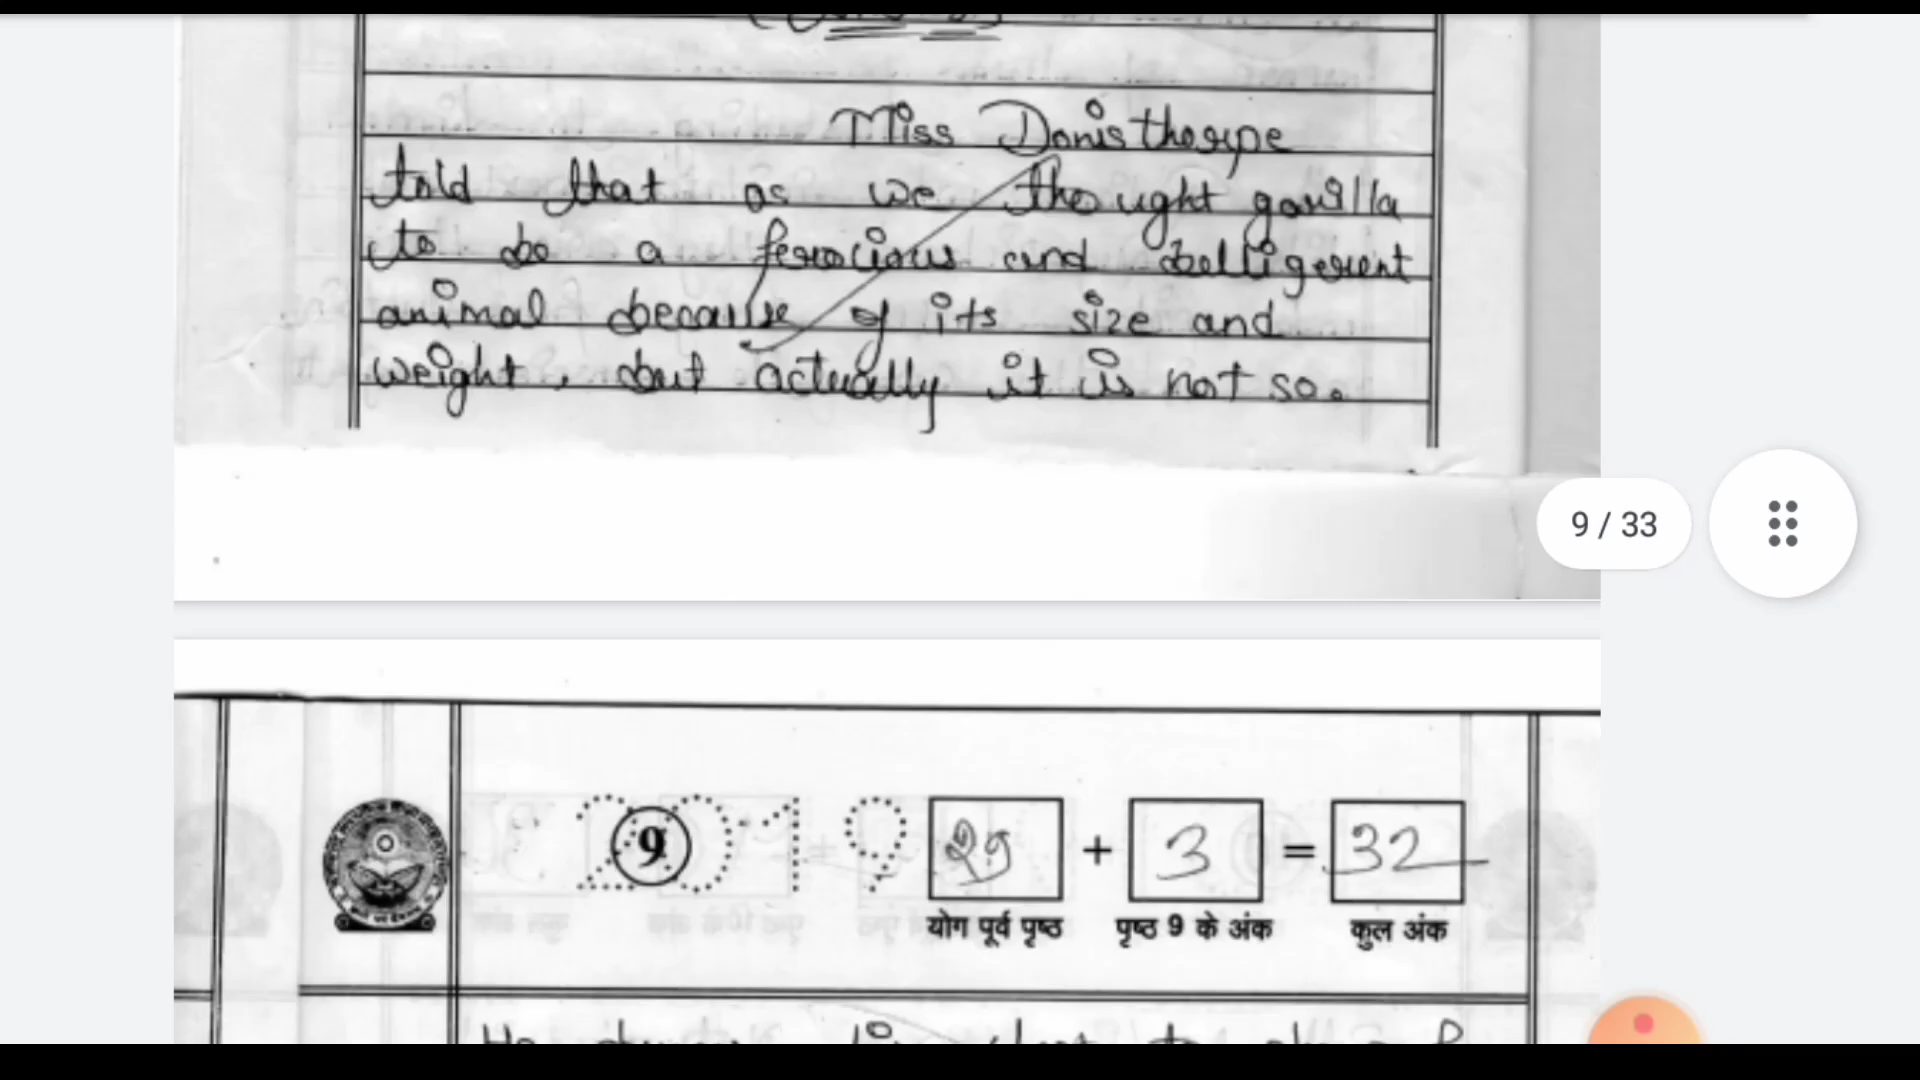 Miss Donisthorpe
told that as we thought gorilla
to be a ferocious and belligerent
animal because of its size and
weight, but actually it is not so.
9 / 33
2019
9
29 + 3 = 32
योग पूर्व पृष्ठ पृष्ठ 9 के अंक कुल अंक